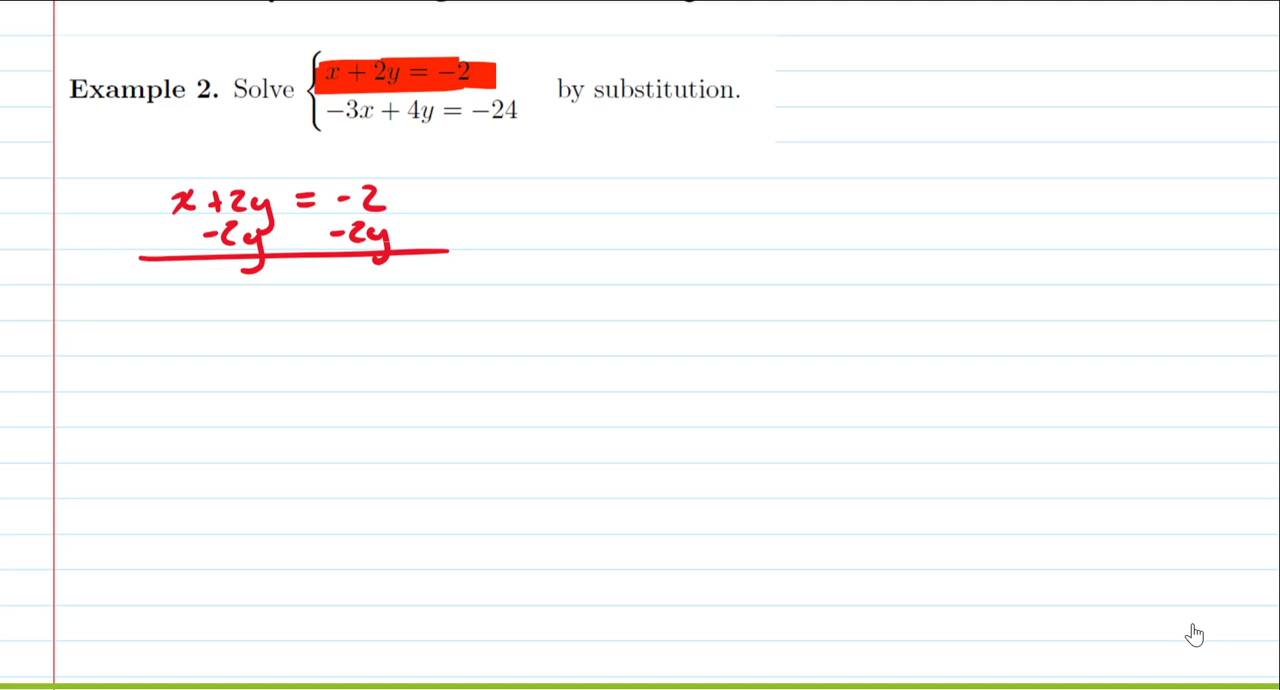 Example 2. Solve { x + 2y = −2 by substitution.
−3x + 4y = −24
x + 2y = -2
-2y -2y